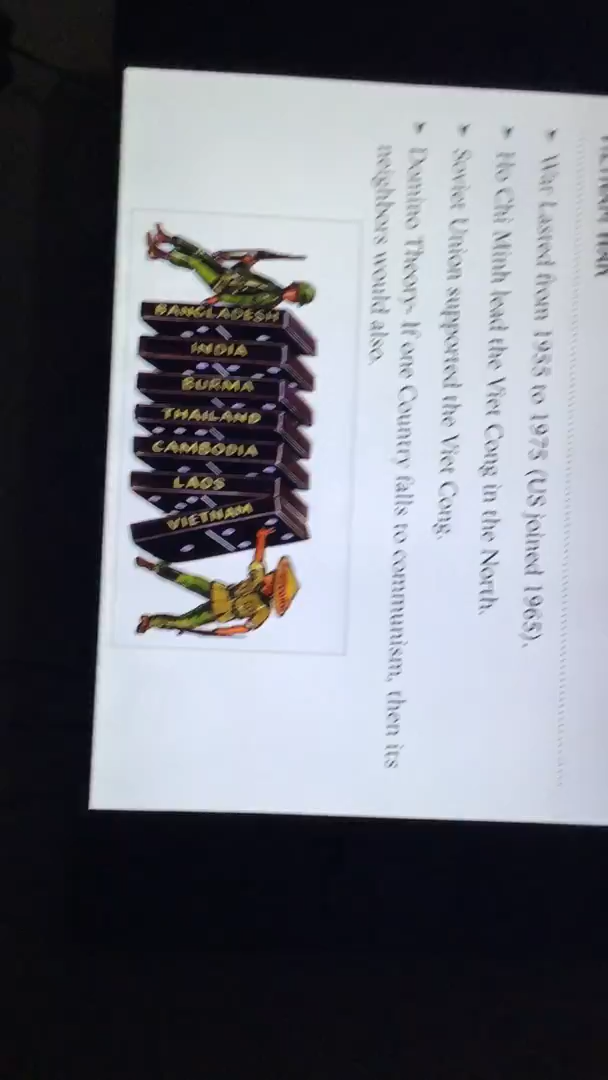 ► War Lasted from 1955 to 1975 (US joined 1965).
► Ho Chi Minh lead the Viet Cong in the North.
► Soviet Union supported the Viet Cong.
► Domino Theory- If one Country falls to communism, then its
neighbors would also.
BANGLADESH
INDIA
BURMA
THAILAND
CAMBODIA
LAOS
VIETNAM